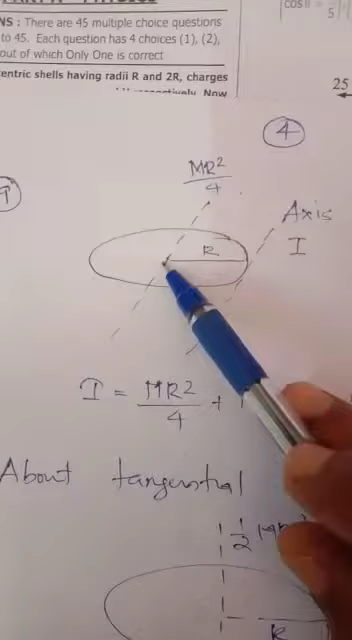 NS : There are 45 multiple choice questions
to 45. Each question has 4 choices (1), (2),
out of which Only One is correct
entric shells having radii R and 2R, charges
Now
25
4
9
MR²/4
Axis
R
I
I = MR²/4 +
About tangential
1/2
R